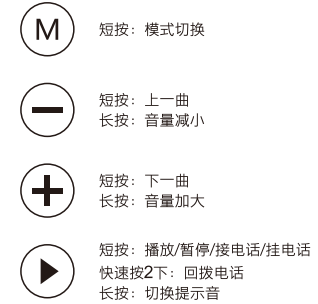 M
短按：模式切换
短按：上一曲
长按：音量减小
短按：下一曲
长按：音量加大
短按：播放/暂停/接电话/挂电话
快速按2下：回拨电话
长按：切换提示音